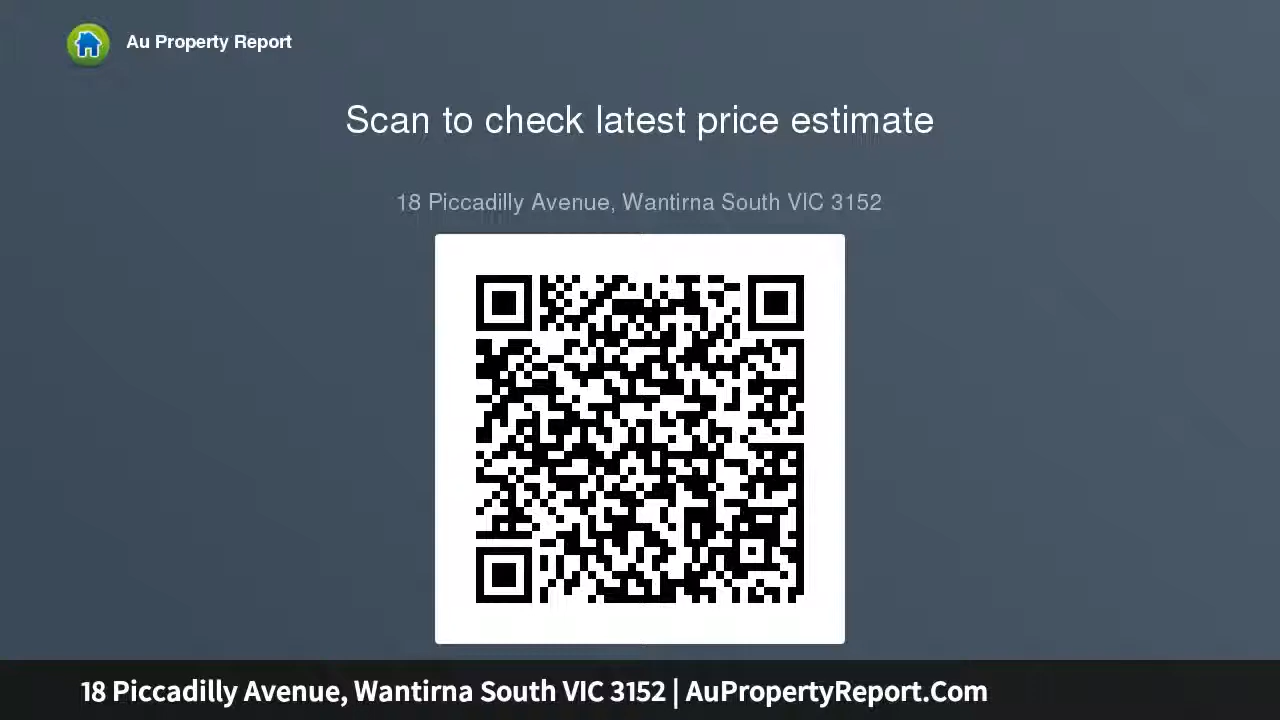 Au Property Report
Scan to check latest price estimate
18 Piccadilly Avenue, Wantirna South VIC 3152
18 Piccadilly Avenue, Wantirna South VIC 3152 | AuPropertyReport.Com